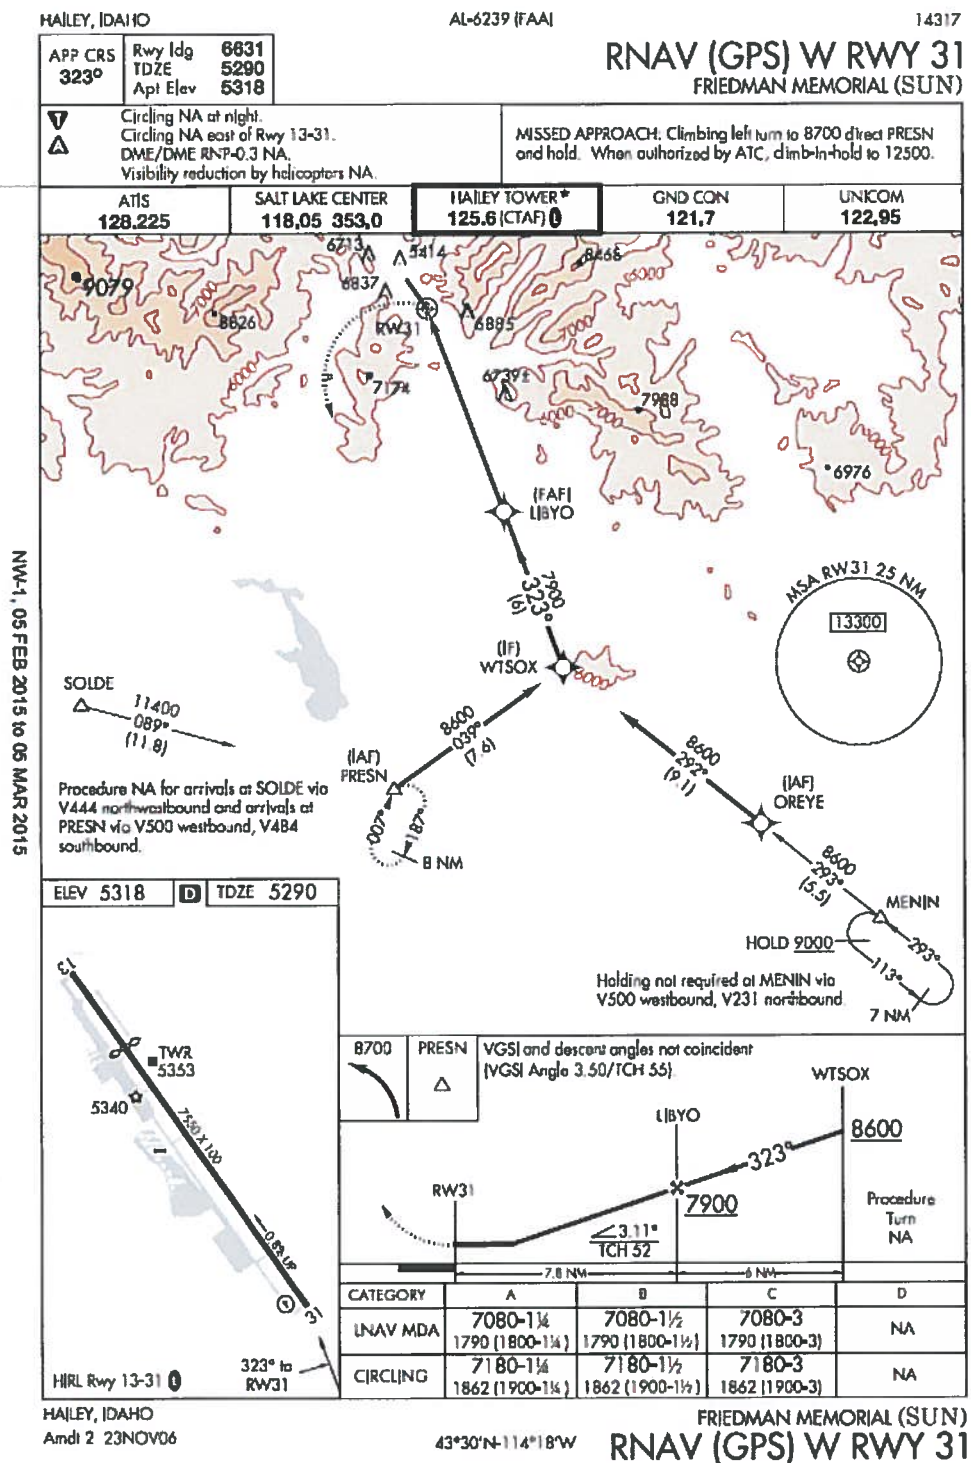 HAILEY, IDAHO
AL-6239 (FAA)
14317
APP CRS
323°
Rwy ldg 6631
TDZE 5290
Apt Elev 5318
RNAV (GPS) W RWY 31
FRIEDMAN MEMORIAL (SUN)
T
A
Circling NA at night.
Circling NA east of Rwy 13-31.
DME/DME RNP-0.3 NA.
Visibility reduction by helicopters NA.
MISSED APPROACH: Climbing left turn to 8700 direct PRESN
and hold. When authorized by ATC, climb-in-hold to 12500.
ATIS
128.225
SALT LAKE CENTER
118.05 353.0
HAILEY TOWER*
125.6 (CTAF) L
GND CON
121.7
UNICOM
122.95
6713
5414
8468
6000
9079
7000
6837
8826
RW31
6885
7000
6000
7174
6739±
7988
6000
6976
(FAF)
LIBYO
7900
323°
(6)
MSA RW31 25 NM
13300
(IF)
WTSOX
6000
SOLDE
11400
089°
(11.8)
8600
039°
(7.6)
(IAF)
PRESN
007°
187°
8 NM
8600
292°
(9.1)
(IAF)
OREYE
8600
293°
(5.5)
MENIN
HOLD 9000
293°
113°
7 NM
Procedure NA for arrivals at SOLDE via
V444 northwestbound and arrivals at
PRESN via V500 westbound, V484
southbound.
Holding not required at MENIN via
V500 westbound, V231 northbound
NW-1, 05 FEB 2015 to 05 MAR 2015
ELEV 5318
D
TDZE 5290
13
TWR
5353
5340
7550 X 100
0.8% UP
31
A
323° to
RW31
HIRL Rwy 13-31 L
8700
PRESN
VGSI and descent angles not coincident
(VGSI Angle 3.50/TCH 55).
WTSOX
LIBYO
8600
323°
RW31
7900
3.11°
TCH 52
Procedure
Turn
NA
7.8 NM
6 NM
CATEGORY A B C D
LNAV MDA
7080-1¼
1790 (1800-1¼)
7080-1½
1790 (1800-1½)
7080-3
1790 (1800-3)
NA
CIRCLING
7180-1¼
1862 (1900-1¼)
7180-1½
1862 (1900-1½)
7180-3
1862 (1900-3)
NA
HAILEY, IDAHO
Amdt 2 23NOV06
43°30'N-114°18'W
FRIEDMAN MEMORIAL (SUN)
RNAV (GPS) W RWY 31